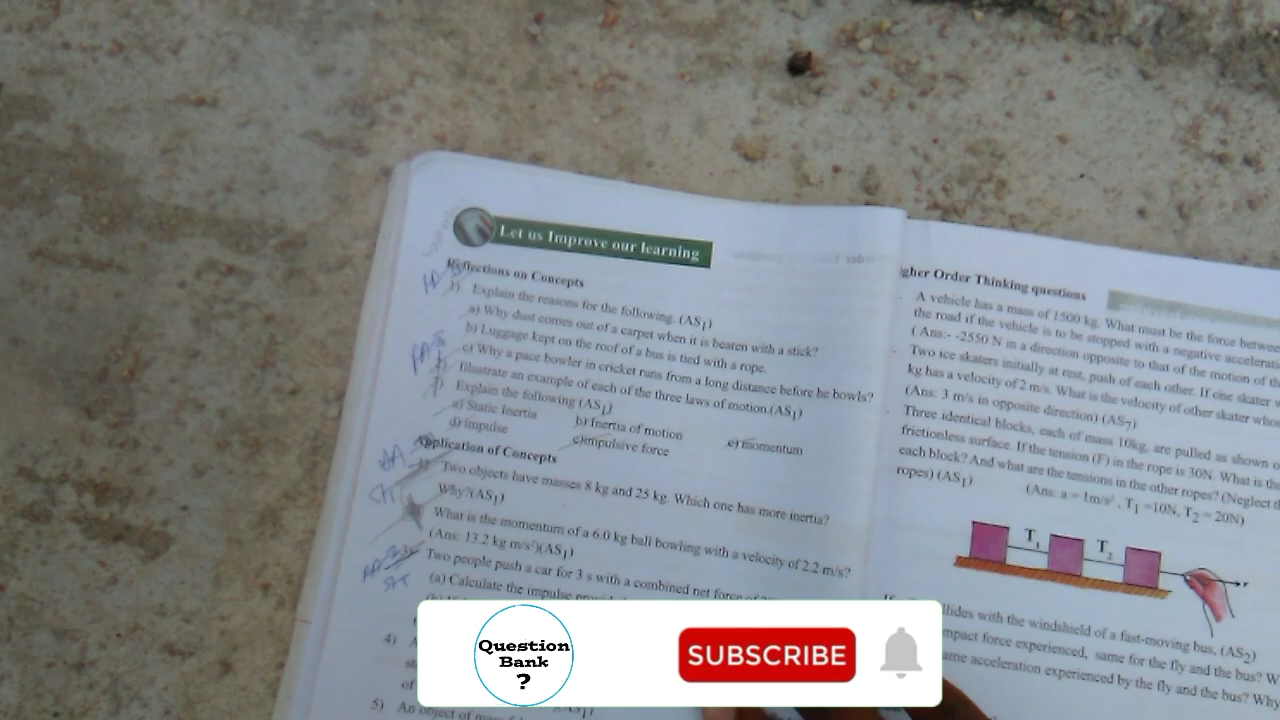 Let us Improve our learning
Reflections on Concepts
1) Explain the reasons for the following. (AS1)
a) Why dust comes out of a carpet when it is beaten with a stick?
b) Luggage kept on the roof of a bus is tied with a rope.
c) Why a pace bowler in cricket runs from a long distance before he bowls?
Illustrate an example of each of the three laws of motion.(AS1)
Explain the following (AS1)
a) Static Inertia b) Inertia of motion c) momentum
d) impulse e)impulsive force
Application of Concepts
Two objects have masses 8 kg and 25 kg. Which one has more inertia?
Why?(AS1)
What is the momentum of a 6.0 kg ball bowling with a velocity of 2.2 m/s?
(Ans: 13.2 kg m/s²)(AS1)
Two people push a car for 3 s with a combined net force of
(a) Calculate the impulse
4)
of
5) An object of mass
gher Order Thinking questions
A vehicle has a mass of 1500 kg. What must be the force between
the road if the vehicle is to be stopped with a negative
( Ans:- -2550 N in a direction opposite to that of the motion of
Two ice skaters initially at rest, push of each other. If one skater
kg has a velocity of 2 m/s. What is the velocity of other skater
(Ans: 3 m/s in opposite direction) (AS7)
Three identical blocks, each of mass 10kg, are pulled as shown
frictionless surface. If the tension (F) in the rope is 30N. What is
each block? And what are the tensions in the other ropes? (Neglect
ropes) (AS1) (Ans: a = 1m/s² , T1 =10N, T2 = 20N)
T1 T2 F
llides with the windshield of a fast-moving bus, (AS2)
mpact force experienced, same for the fly and the bus?
ame acceleration experienced by the fly and the bus? Why
Question
Bank
?
SUBSCRIBE